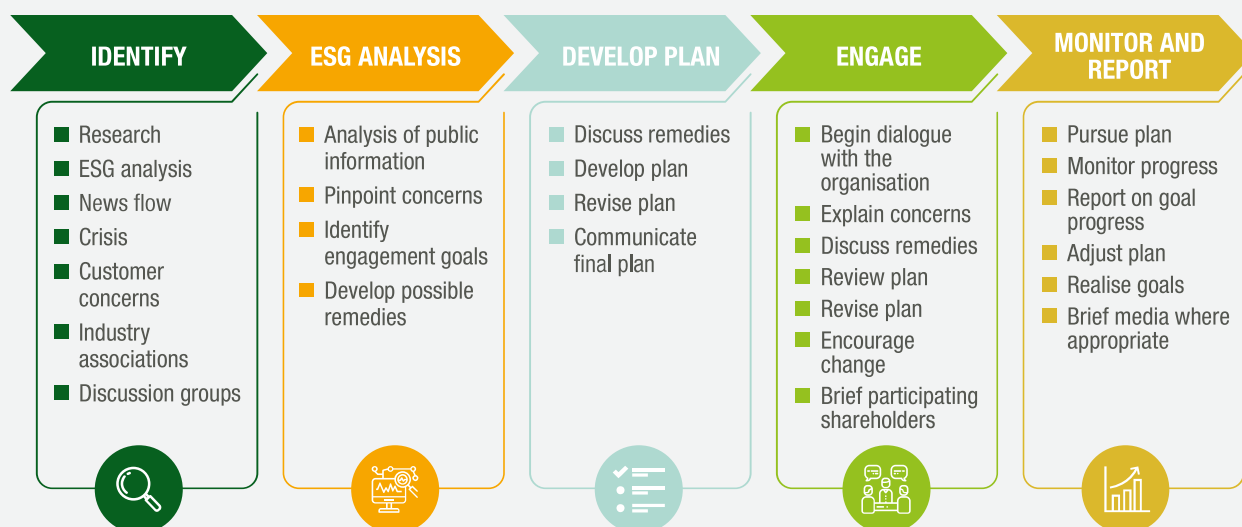 IDENTIFY
Research
ESG analysis
News flow
Crisis
Customer
concerns
Industry
associations
Discussion groups
ESG ANALYSIS
Analysis of public
information
Pinpoint concerns
Identify
engagement goals
Develop possible
remedies
DEVELOP PLAN
Discuss remedies
Develop plan
Revise plan
Communicate
final plan
ENGAGE
Begin dialogue
with the
organisation
Explain concerns
Discuss remedies
Review plan
Revise plan
Encourage
change
Brief participating
shareholders
MONITOR AND
REPORT
Pursue plan
Monitor progress
Report on goal
progress
Adjust plan
Realise goals
Brief media where
appropriate